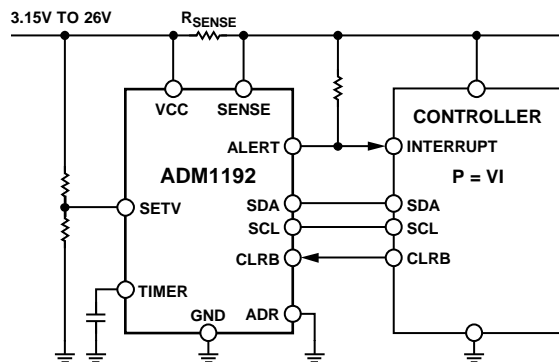 3.15V TO 26V
RSENSE
VCC
SENSE
CONTROLLER
ALERT
INTERRUPT
ADM1192
P = VI
SETV
SDA
SDA
SCL
SCL
CLRB
CLRB
TIMER
GND
ADR